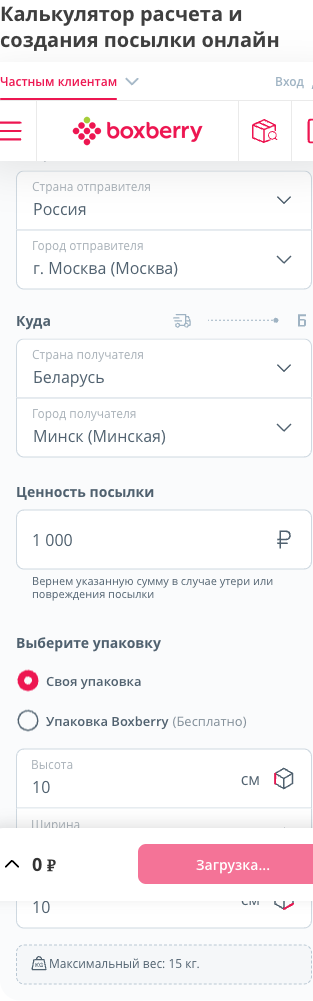 Калькулятор расчета и
создания посылки онлайн
Частным клиентам
Вход
boxberry
Страна отправителя
Россия
Город отправителя
г. Москва (Москва)
Куда
Б
Страна получателя
Беларусь
Город получателя
Минск (Минская)
Ценность посылки
1 000 ₽
Вернем указанную сумму в случае утери или
повреждения посылки
Выберите упаковку
Своя упаковка
Упаковка Boxberry (Бесплатно)
Высота
10 см
Ширина
0 ₽ Загрузка...
10 см
Максимальный вес: 15 кг.